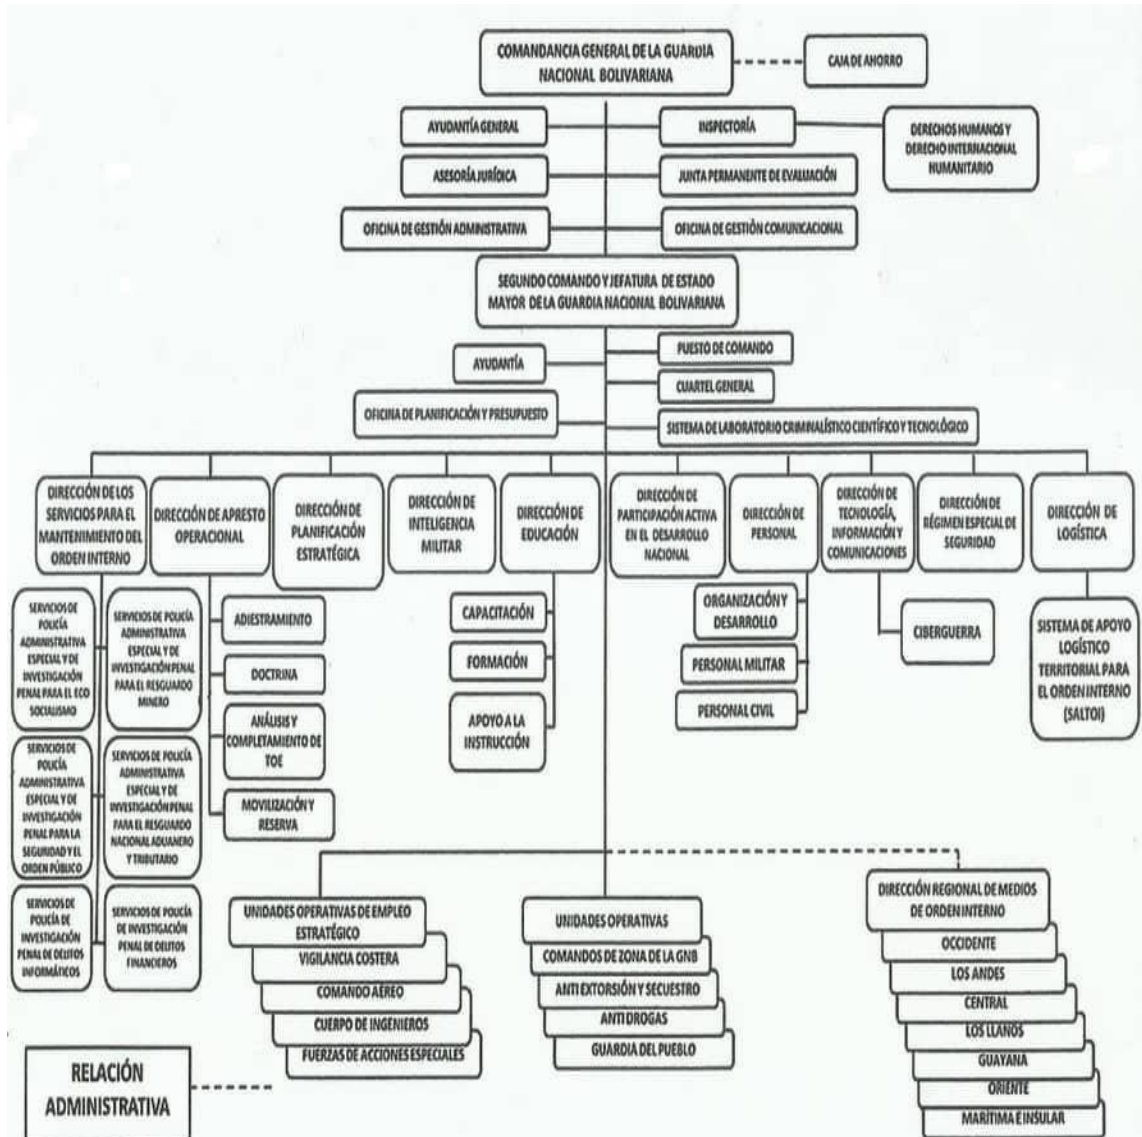 COMANDANCIA GENERAL DE LA GUARDIA
NACIONAL BOLIVARIANA
CAJA DE AHORRO
AYUDANTÍA GENERAL
INSPECTORÍA
DERECHOS HUMANOS Y
DERECHO INTERNACIONAL
HUMANITARIO
ASESORÍA JURÍDICA
JUNTA PERMANENTE DE EVALUACIÓN
OFICINA DE GESTIÓN ADMINISTRATIVA
OFICINA DE GESTIÓN COMUNICACIONAL
SEGUNDO COMANDO Y JEFATURA DE ESTADO
MAYOR DE LA GUARDIA NACIONAL BOLIVARIANA
AYUDANTÍA
PUESTO DE COMANDO
CUARTEL GENERAL
OFICINA DE PLANIFICACIÓN Y PRESUPUESTO
SISTEMA DE LABORATORIO CRIMINALÍSTICO CIENTÍFICO Y TECNOLÓGICO
DIRECCIÓN DE LOS
SERVICIOS PARA EL
MANTENIMIENTO DEL
ORDEN INTERNO
DIRECCIÓN DE APRESTO
OPERACIONAL
DIRECCIÓN DE
PLANIFICACIÓN
ESTRATÉGICA
DIRECCIÓN DE
INTELIGENCIA
MILITAR
DIRECCIÓN DE
EDUCACIÓN
DIRECCIÓN DE
PARTICIPACIÓN ACTIVA
EN EL DESARROLLO
NACIONAL
DIRECCIÓN DE
PERSONAL
DIRECCIÓN DE
TECNOLOGÍA,
INFORMACIÓN Y
COMUNICACIONES
DIRECCIÓN DE
RÉGIMEN ESPECIAL DE
SEGURIDAD
DIRECCIÓN DE
LOGÍSTICA
SERVICIOS DE
POLICÍA
ADMINISTRATIVA
ESPECIAL Y DE
INVESTIGACIÓN
PENAL PARA EL ECO
SOCIALISMO
SERVICIOS DE POLICÍA
ADMINISTRATIVA
ESPECIAL Y DE
INVESTIGACIÓN PENAL
PARA EL RESGUARDO
MINERO
SERVICIOS DE
POLICÍA
ADMINISTRATIVA
ESPECIAL Y DE
INVESTIGACIÓN
PENAL PARA LA
SEGURIDAD Y EL
ORDEN PÚBLICO
SERVICIOS DE POLICÍA
ADMINISTRATIVA
ESPECIAL Y DE
INVESTIGACIÓN PENAL
PARA EL RESGUARDO
NACIONAL ADUANERO
Y TRIBUTARIO
SERVICIOS DE
POLICÍA DE
INVESTIGACIÓN
PENAL DE DELITOS
INFORMÁTICOS
SERVICIOS DE POLICÍA
DE INVESTIGACIÓN
PENAL DE DELITOS
FINANCIEROS
ADIESTRAMIENTO
DOCTRINA
ANÁLISIS Y
COMPLETAMIENTO DE
TOE
MOVILIZACIÓN Y
RESERVA
CAPACITACIÓN
FORMACIÓN
APOYO A LA
INSTRUCCIÓN
ORGANIZACIÓN Y
DESARROLLO
PERSONAL MILITAR
PERSONAL CIVIL
CIBERGUERRA
SISTEMA DE APOYO
LOGÍSTICO
TERRITORIAL PARA
EL ORDEN INTERNO
(SALTOI)
UNIDADES OPERATIVAS DE EMPLEO
ESTRATÉGICO
VIGILANCIA COSTERA
COMANDO AÉREO
CUERPO DE INGENIEROS
FUERZAS DE ACCIONES ESPECIALES
UNIDADES OPERATIVAS
COMANDOS DE ZONA DE LA GNB
ANTI EXTORSIÓN Y SECUESTRO
ANTI DROGAS
GUARDIA DEL PUEBLO
DIRECCIÓN REGIONAL DE MEDIOS
DE ORDEN INTERNO
OCCIDENTE
LOS ANDES
CENTRAL
LOS LLANOS
GUAYANA
ORIENTE
MARÍTIMA E INSULAR
RELACIÓN
ADMINISTRATIVA